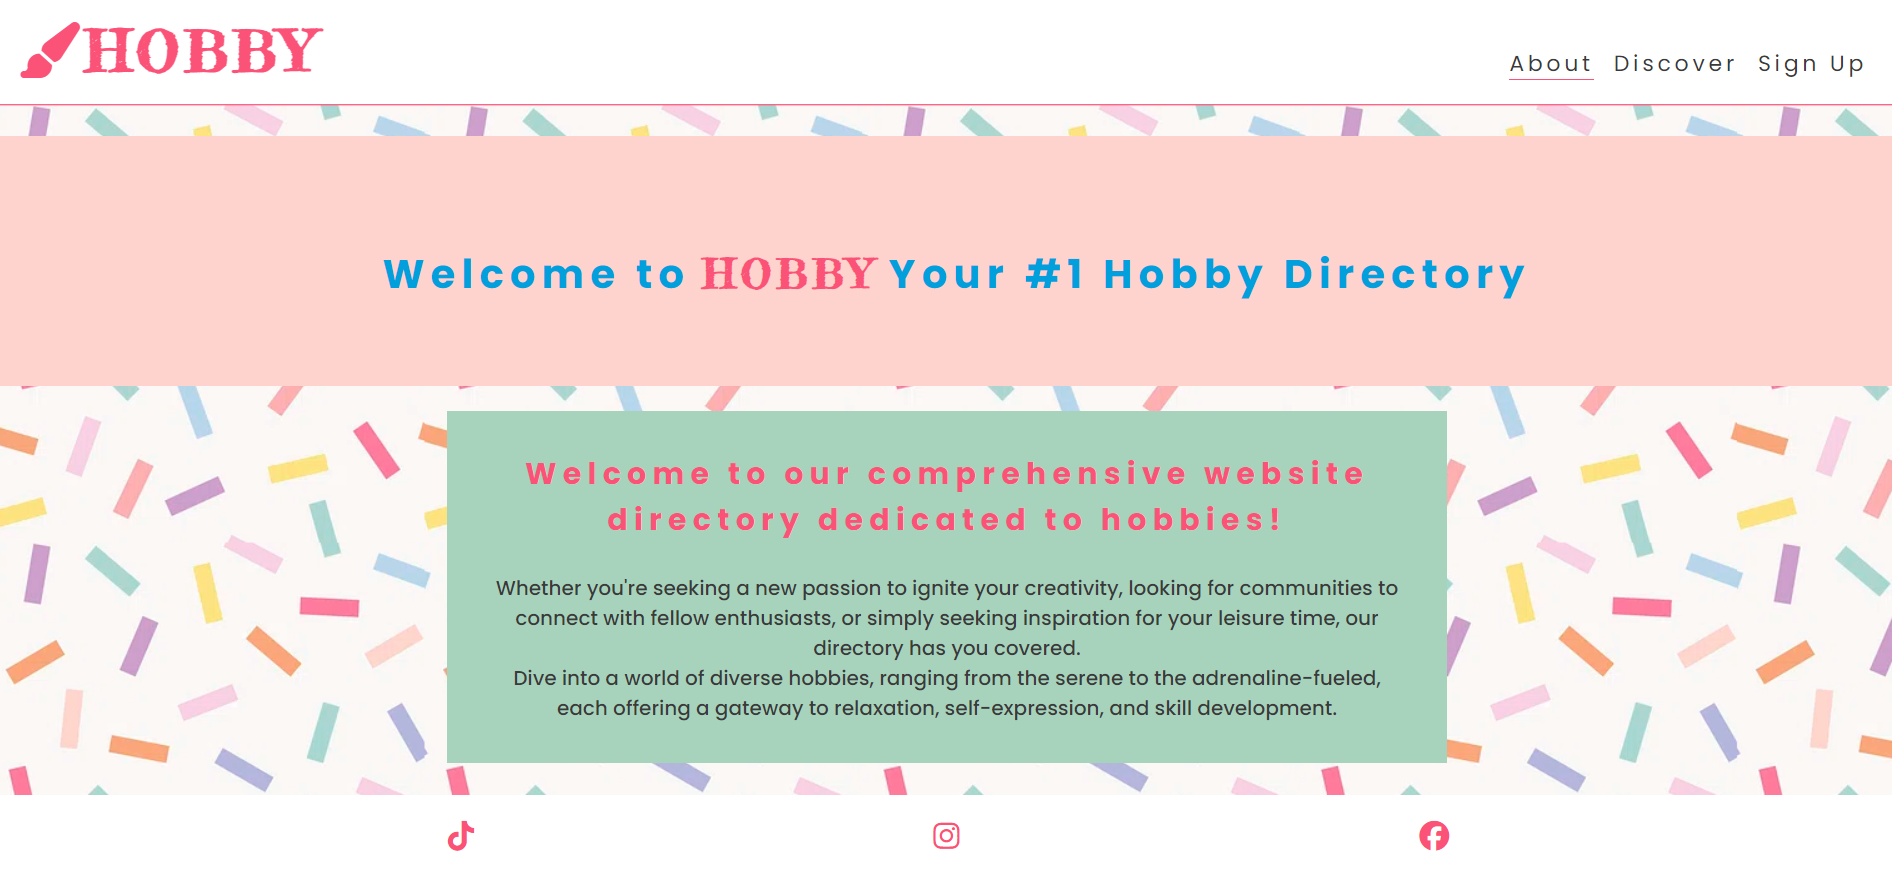 HOBBY
About Discover Sign Up
Welcome to HOBBY Your #1 Hobby Directory
Welcome to our comprehensive website
directory dedicated to hobbies!
Whether you're seeking a new passion to ignite your creativity, looking for communities to
connect with fellow enthusiasts, or simply seeking inspiration for your leisure time, our
directory has you covered.
Dive into a world of diverse hobbies, ranging from the serene to the adrenaline-fueled,
each offering a gateway to relaxation, self-expression, and skill development.